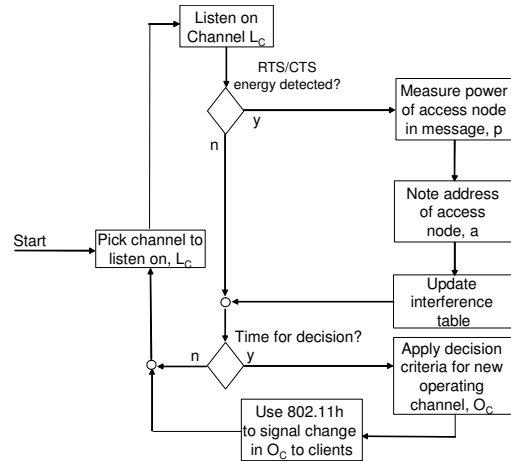 Listen on
Channel L_C
RTS/CTS
energy detected?
y
n
Measure power
of access node
in message, p
Note address
of access
node, a
Update
interference
table
Start
Pick channel to
listen on, L_C
Time for decision?
n
y
Apply decision
criteria for new
operating
channel, O_C
Use 802.11h
to signal change
in O_C to clients